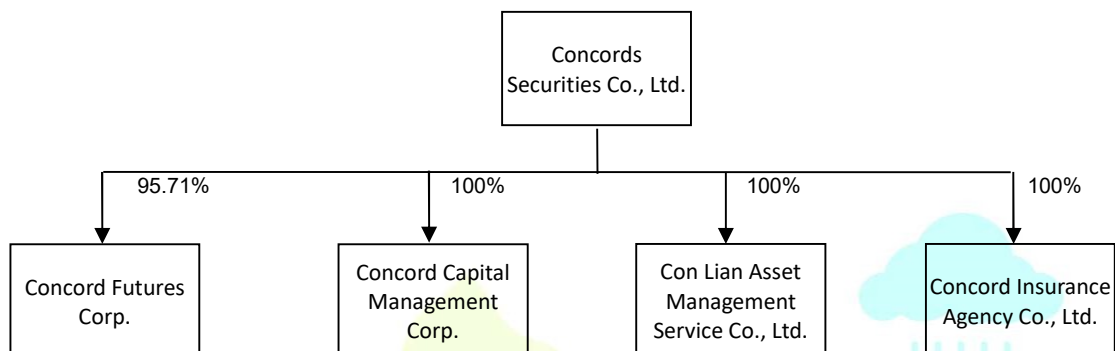 Concords
Securities Co., Ltd.
95.71%
100%
100%
100%
Concord Futures
Corp.
Concord Capital
Management
Corp.
Con Lian Asset
Management
Service Co., Ltd.
Concord Insurance
Agency Co., Ltd.